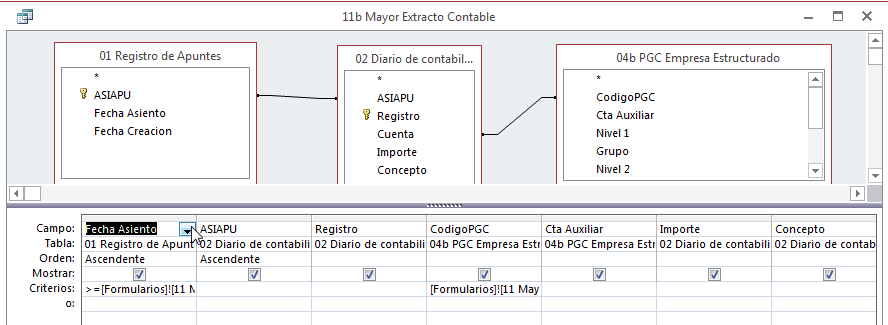 11b Mayor Extracto Contable
01 Registro de Apuntes
*
ASIAPU
Fecha Asiento
Fecha Creacion
02 Diario de contabil...
*
ASIAPU
Registro
Cuenta
Importe
Concepto
04b PGC Empresa Estructurado
*
CodigoPGC
Cta Auxiliar
Nivel 1
Grupo
Nivel 2
Campo: Fecha Asiento ASIAPU Registro CodigoPGC Cta Auxiliar Importe Concepto
Tabla: 01 Registro de Apunt 02 Diario de contabili 02 Diario de contabili 04b PGC Empresa Estr 04b PGC Empresa Estr 02 Diario de contabili 02 Diario de contab
Orden: Ascendente Ascendente
Mostrar:
Criterios: >=[Formularios]![11 M [Formularios]![11 May
o: